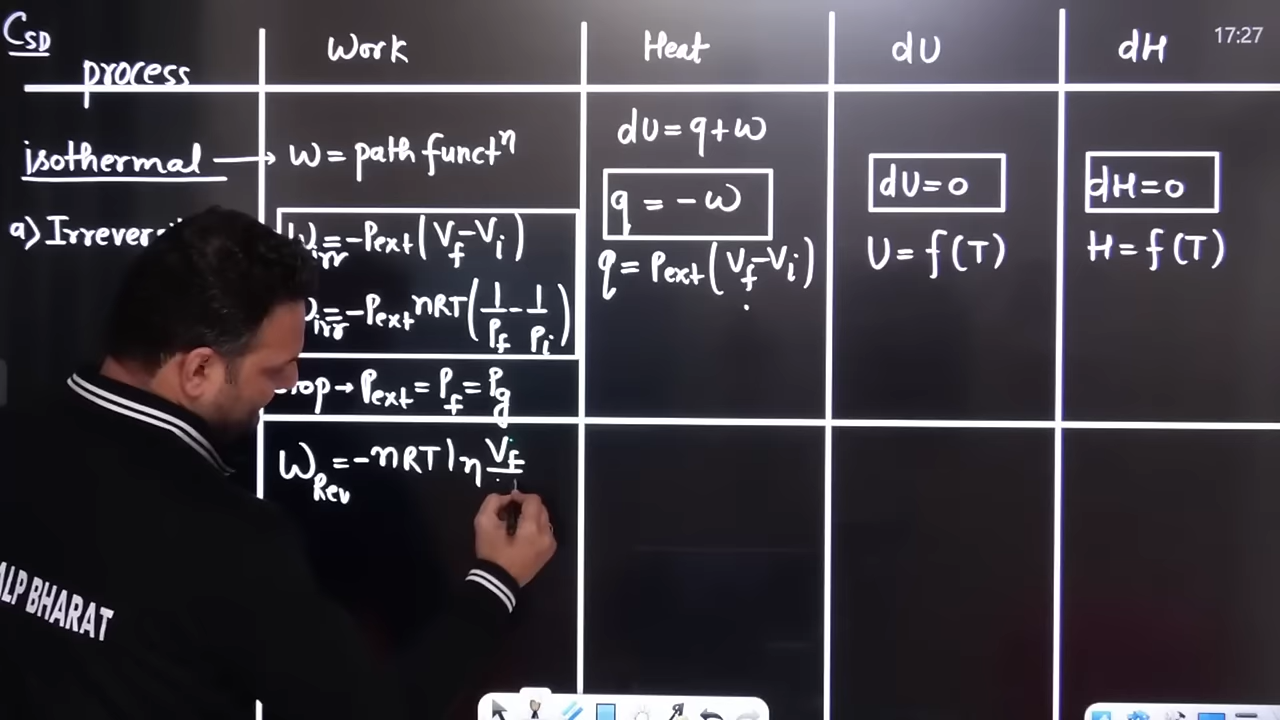 CSD
process
Work
Heat
dU
dH
17:27
isothermal → w = path functⁿ
dU = q + w
q = -w
q = Pext (Vf - Vi)
dU = 0
U = f(T)
dH = 0
H = f(T)
a) Irrevers
Wirr = -Pext (Vf - Vi)
irr = -Pext nRT (1/Pf - 1/Pi)
→ Pext = Pf = Pg
WRev = -nRT ln Vf
ALP BHARAT